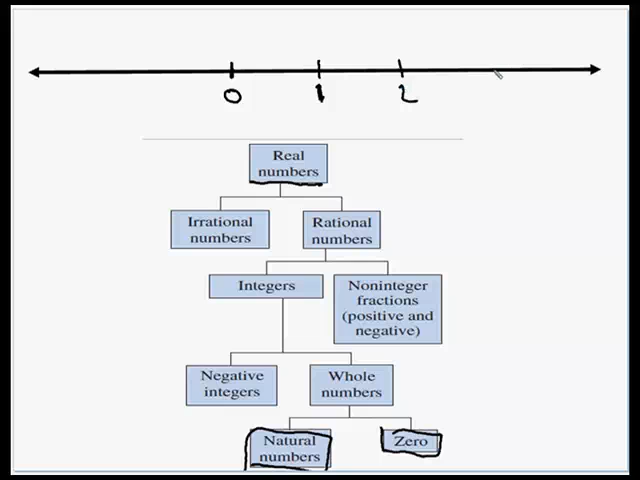 0 1 2
Real
numbers
Irrational
numbers
Rational
numbers
Integers
Noninteger
fractions
(positive and
negative)
Negative
integers
Whole
numbers
Natural
numbers
Zero